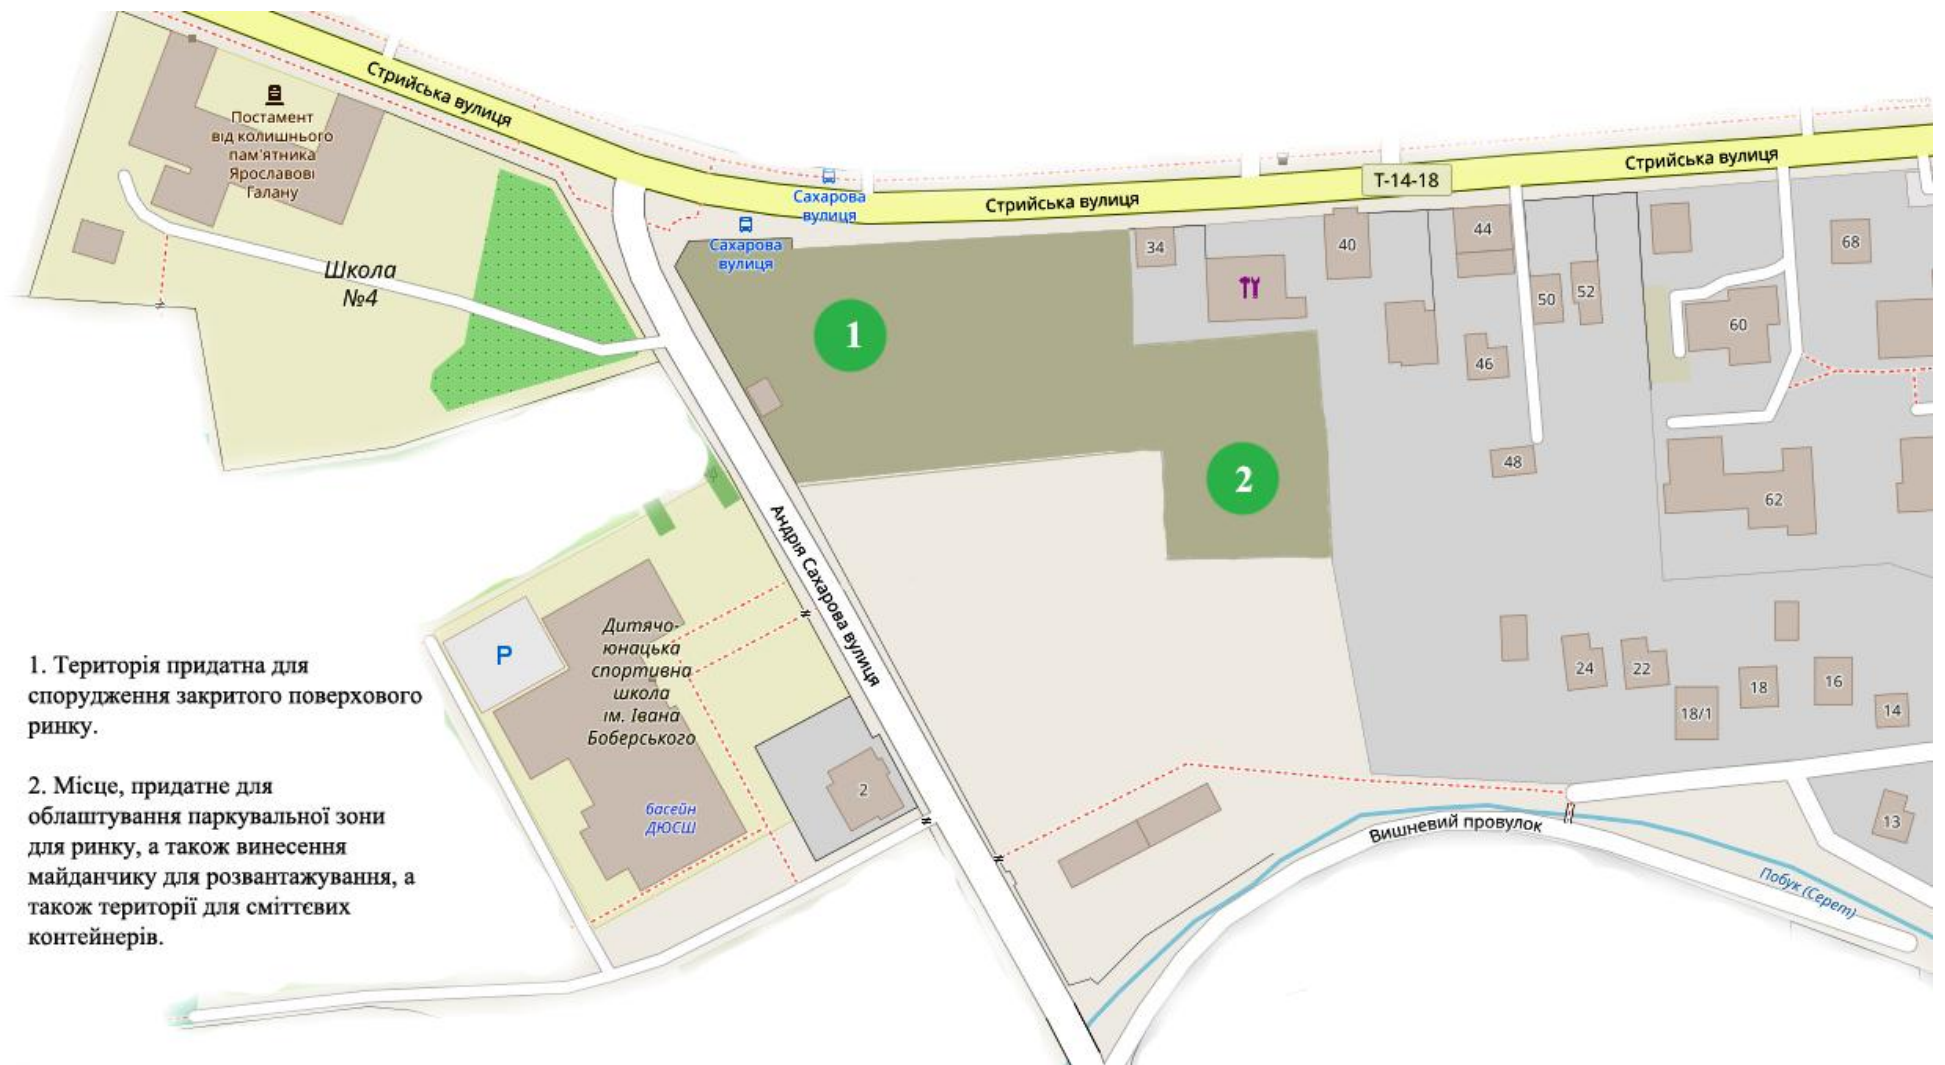 Стрийська вулиця
Постамент
від колишнього
пам'ятника
Ярославові
Галану
Сахарова
вулиця
Сахарова
вулиця
Стрийська вулиця
Т-14-18
Стрийська вулиця
34
40
44
50
52
68
60
46
48
62
Школа
№4
1
2
Андрія Сахарова вулиця
P
Дитячо-
юнацька
спортивна
школа
ім. Івана
Боберського
басейн
ДЮСШ
2
24
22
18/1
18
16
14
13
Вишневий провулок
Побук (Серет)
1. Територія придатна для
спорудження закритого поверхового
ринку.
2. Місце, придатне для
облаштування паркувальної зони
для ринку, а також винесення
майданчику для розвантажування, а
також території для сміттєвих
контейнерів.